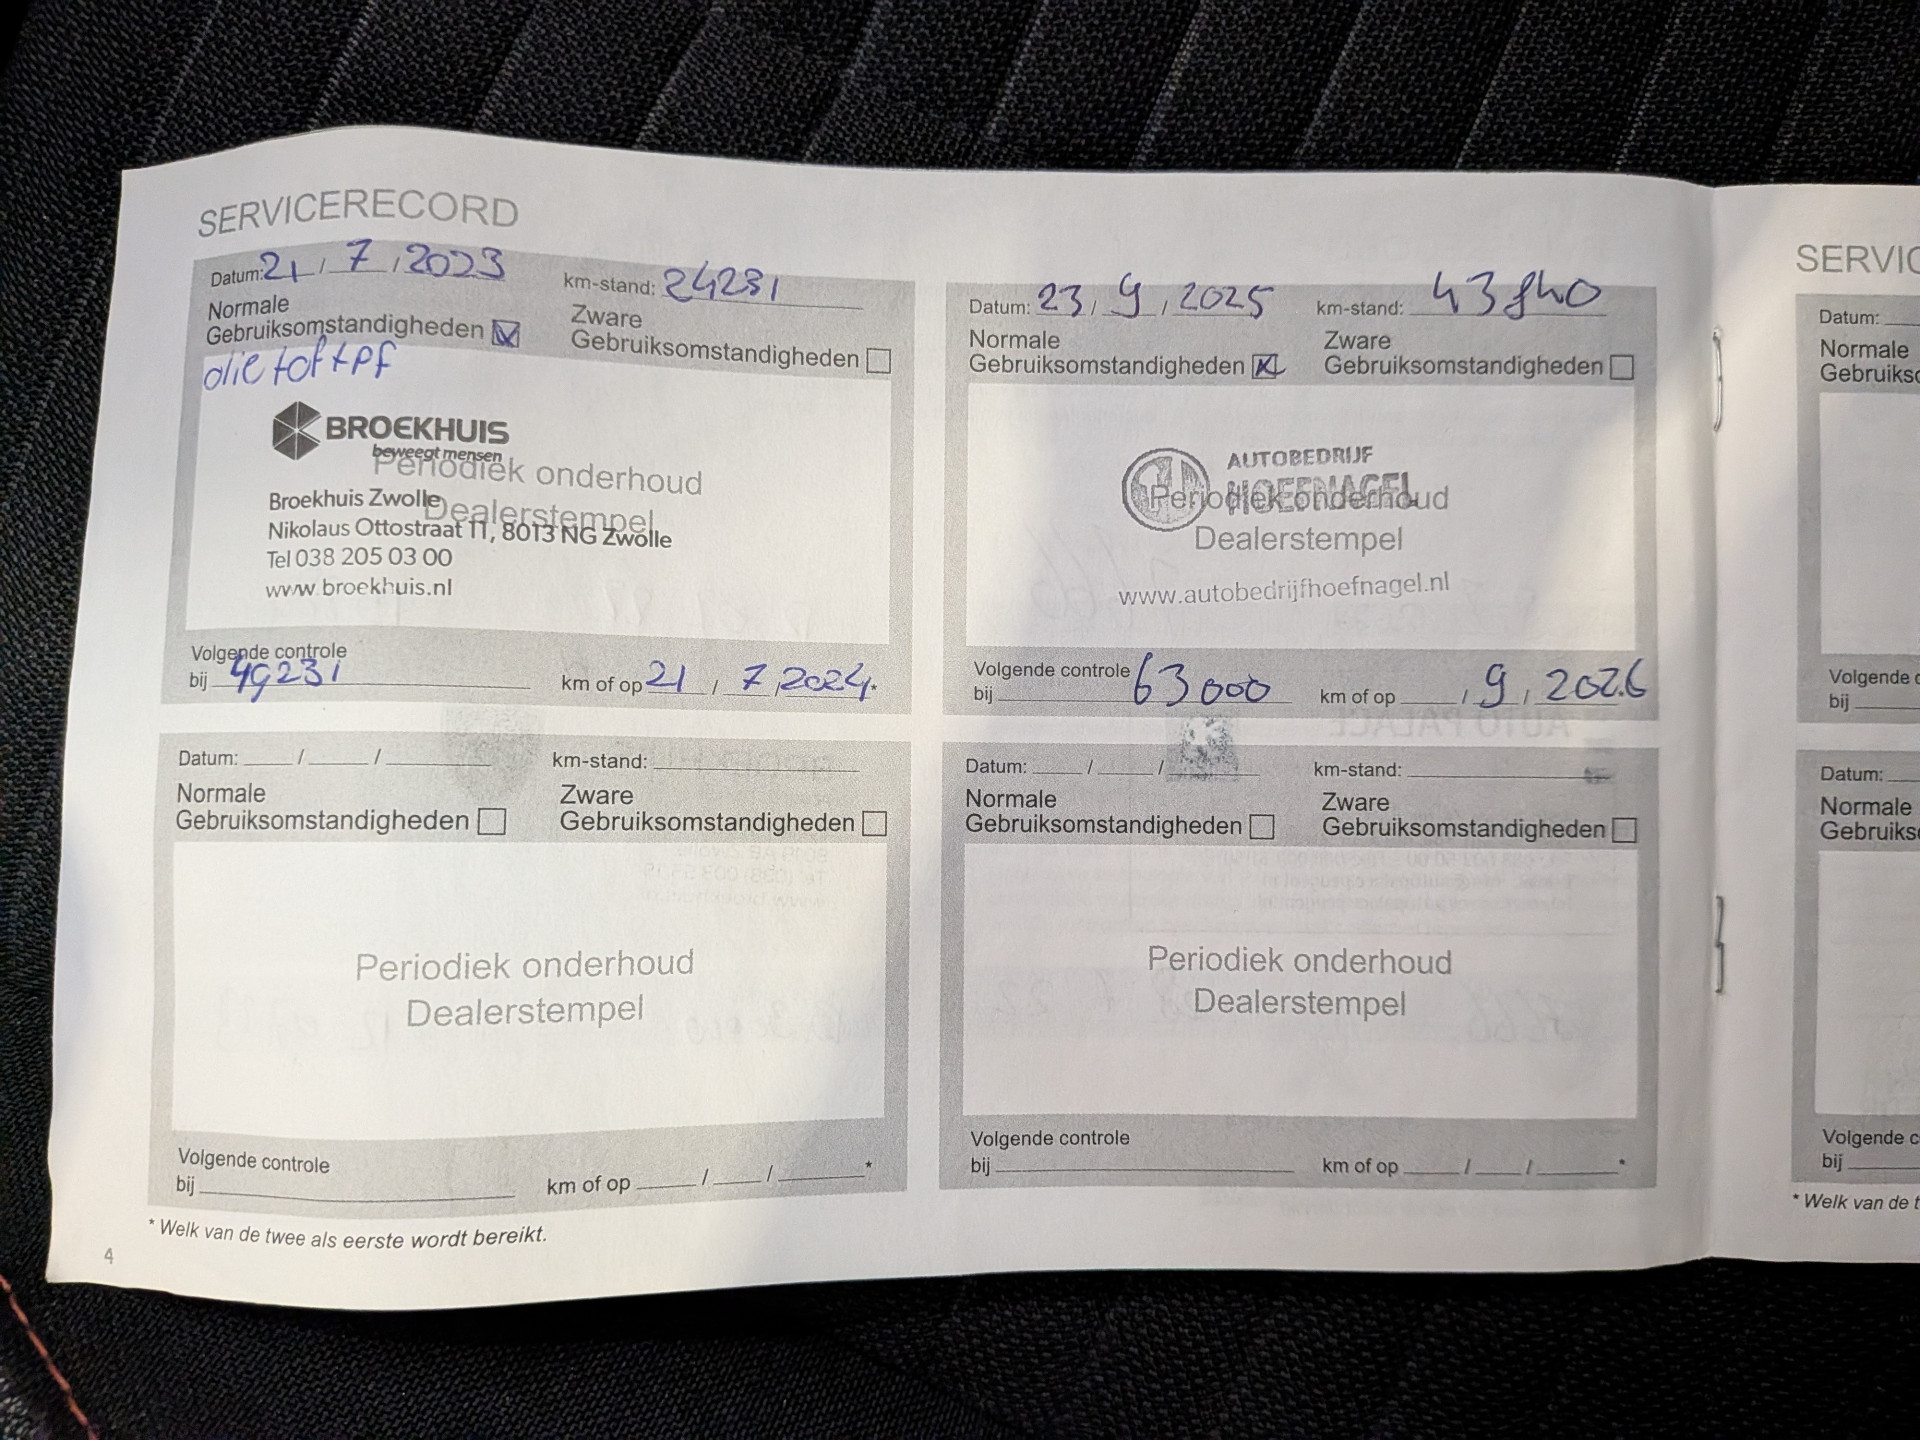 SERVICERECORD
Datum: 21 / 7 / 2023 km-stand: 24231
Normale
Gebruiksomstandigheden
Zware
Gebruiksomstandigheden
olie + of + pf
BROEKHUIS
beweegt mensen
Periodiek onderhoud
Dealerstempel
Broekhuis Zwolle
Nikolaus Ottostraat 11, 8013 NG Zwolle
Tel 038 205 03 00
www.broekhuis.nl
Volgende controle
bij 49231 km of op 21 / 7 / 2024 *
Datum: 23 / 9 / 2025 km-stand: 43840
Normale
Gebruiksomstandigheden
Zware
Gebruiksomstandigheden
AUTOBEDRIJF
HOEFNAGEL
Periodiek onderhoud
Dealerstempel
www.autobedrijfhoefnagel.nl
Volgende controle
bij 63000 km of op / 9 / 2026
Datum: / / km-stand:
Normale
Gebruiksomstandigheden
Zware
Gebruiksomstandigheden
Periodiek onderhoud
Dealerstempel
Volgende controle
bij km of op / / *
Datum: / / km-stand:
Normale
Gebruiksomstandigheden
Zware
Gebruiksomstandigheden
Periodiek onderhoud
Dealerstempel
Volgende controle
bij km of op / / *
* Welk van de twee als eerste wordt bereikt.
4
SERVIC
Datum:
Normale
Gebruiks
Volgende c
bij
Datum:
Normale
Gebruiks
Volgende c
bij
* Welk van de t